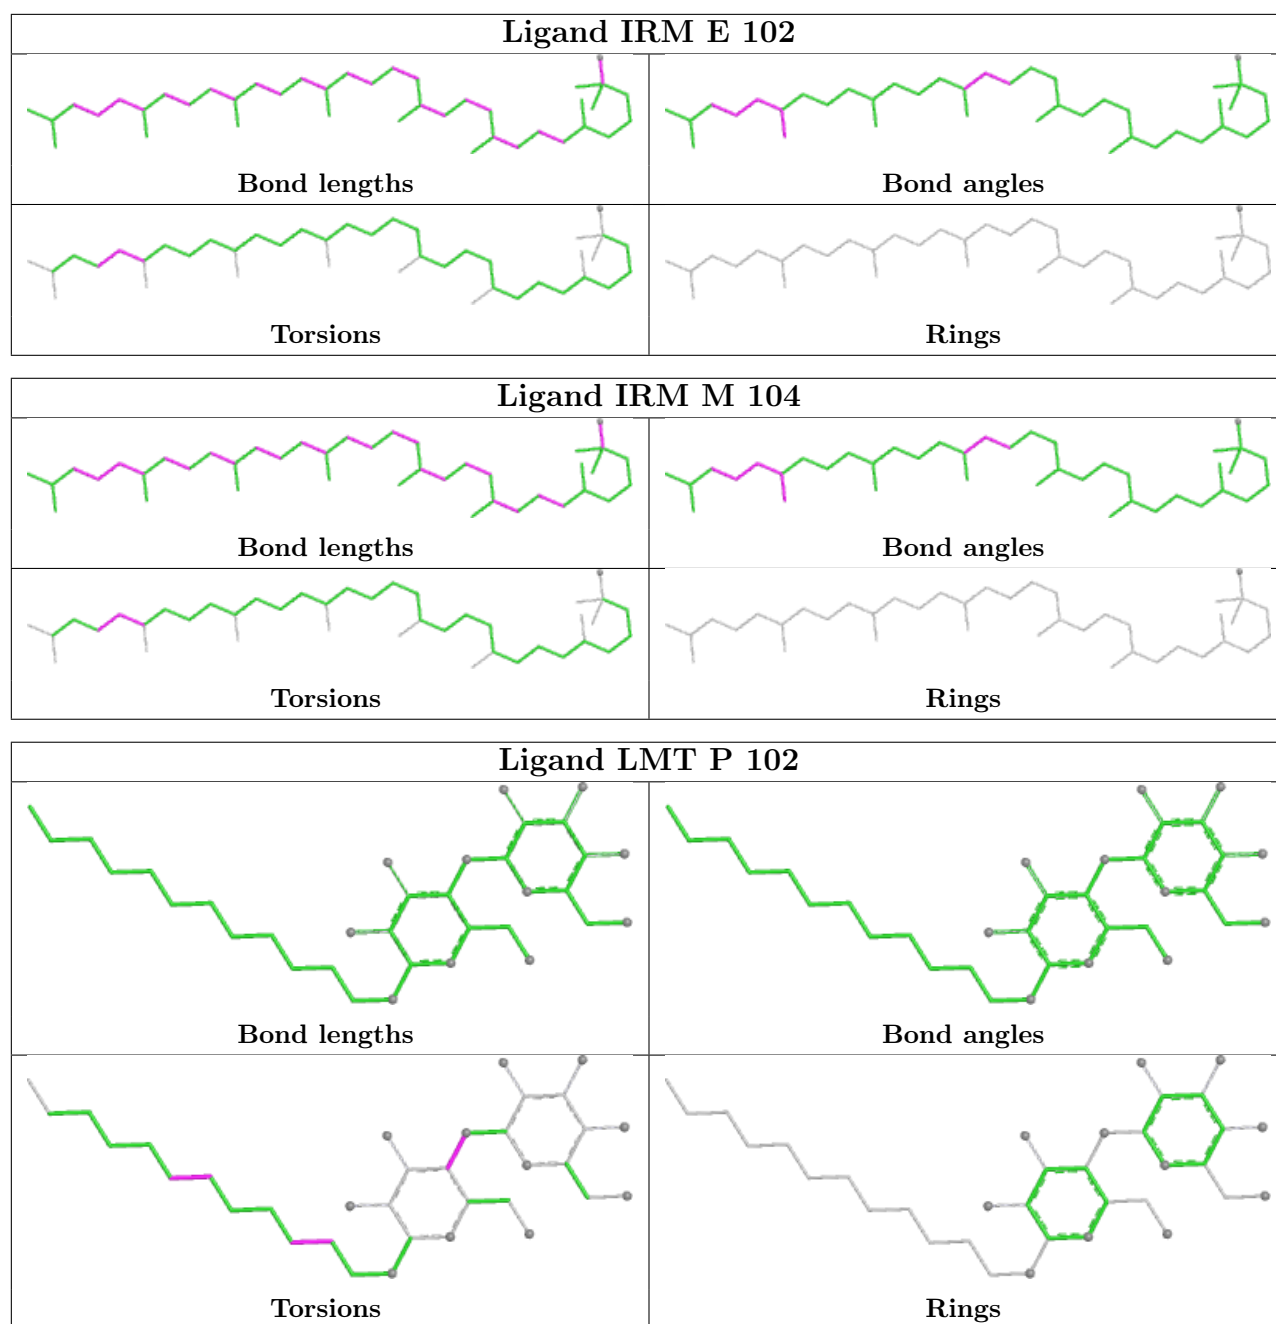 Ligand IRM E 102
Bond lengths
Bond angles
Torsions
Rings
Ligand IRM M 104
Bond lengths
Bond angles
Torsions
Rings
Ligand LMT P 102
Bond lengths
Bond angles
Torsions
Rings